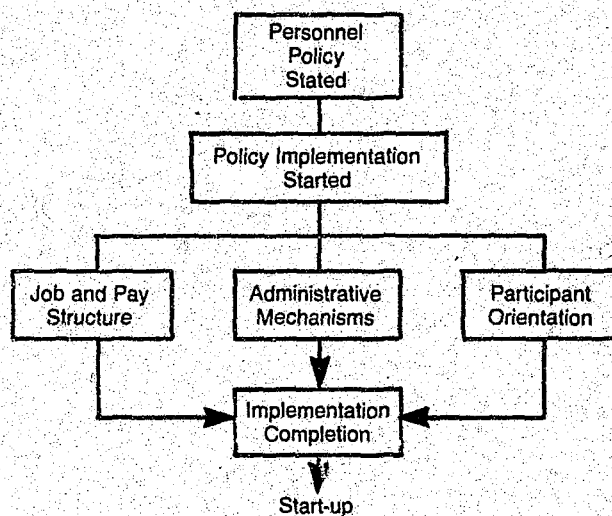 Personnel
Policy
Stated
Policy Implementation
Started
Job and Pay
Structure
Administrative
Mechanisms
Participant
Orientation
Implementation
Completion
Start-up